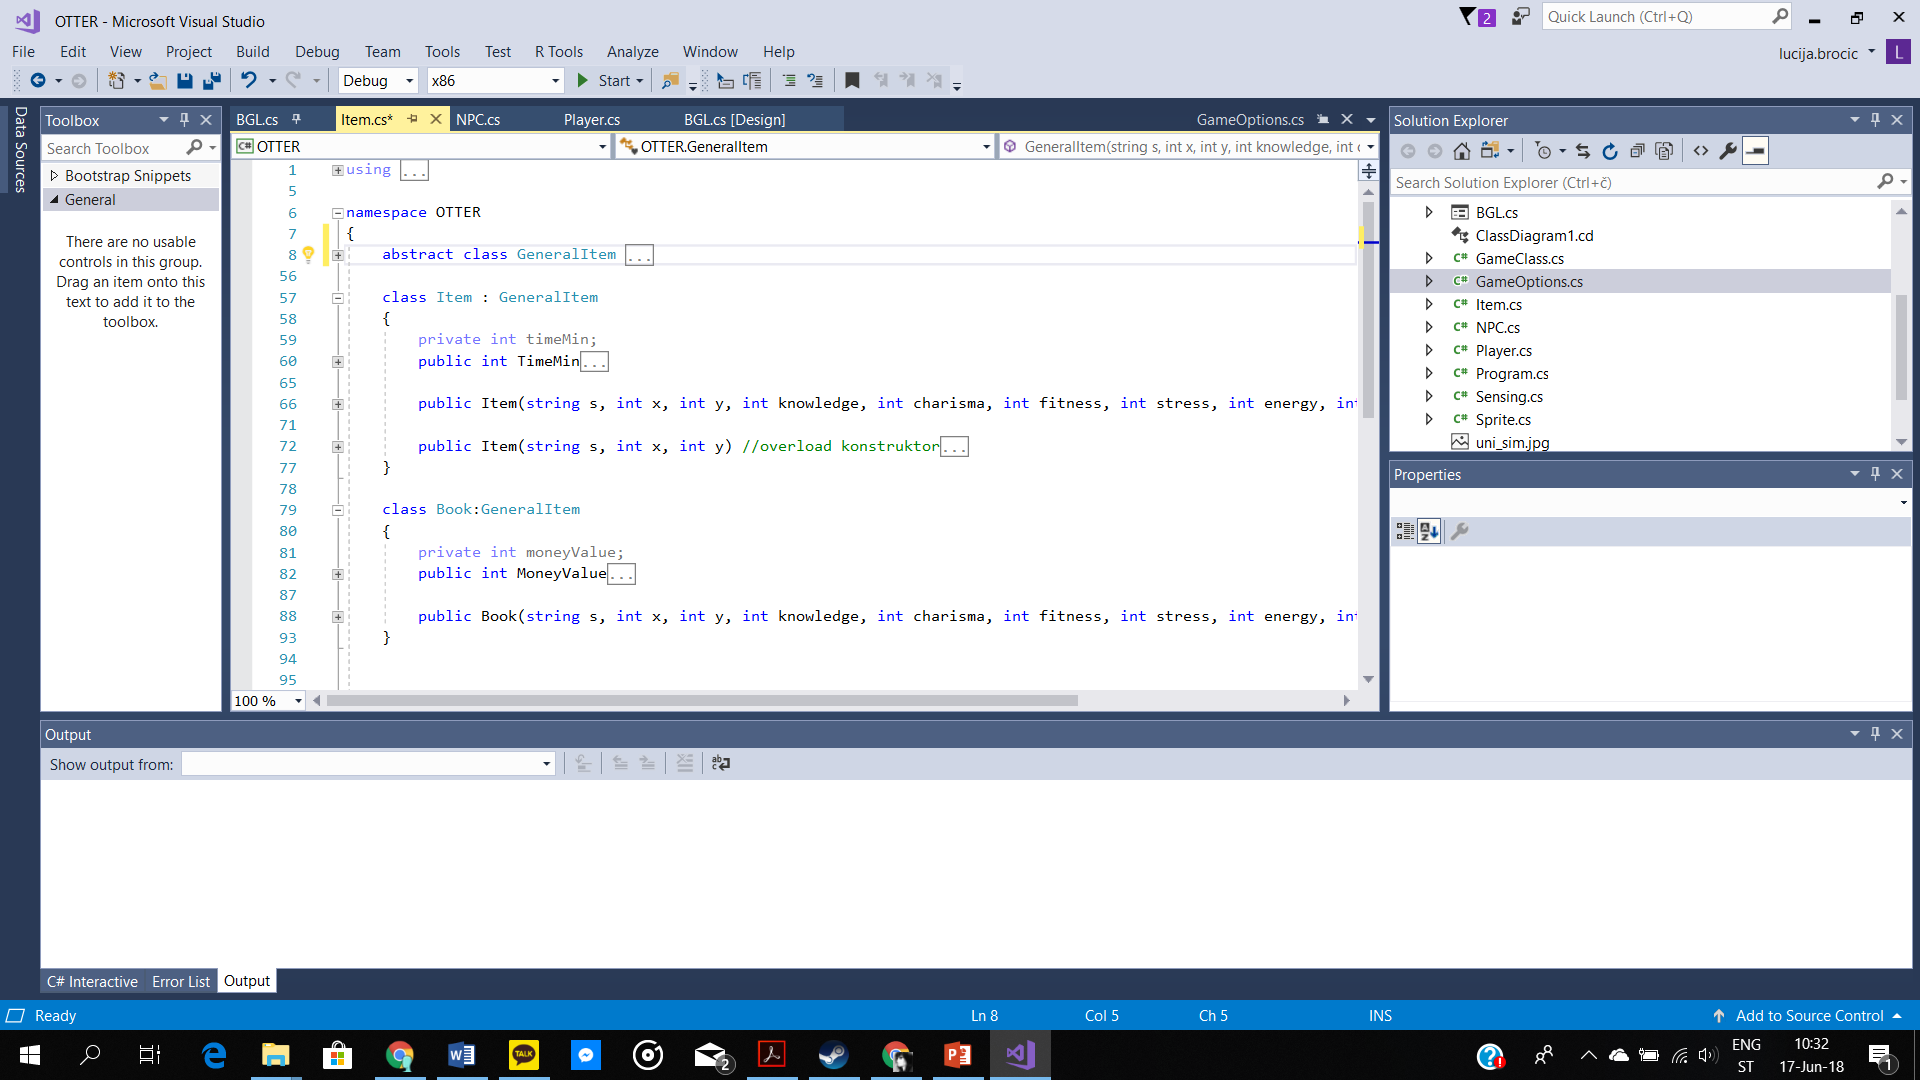 OTTER - Microsoft Visual Studio
2
Quick Launch (Ctrl+Q)
File Edit View Project Build Debug Team Tools Test R Tools Analyze Window Help
lucija.brocic L
Debug x86 Start
Data Sources
Toolbox
Search Toolbox
Bootstrap Snippets
General
There are no usable
controls in this group.
Drag an item onto this
text to add it to the
toolbox.
BGL.cs Item.cs* NPC.cs Player.cs BGL.cs [Design] GameOptions.cs
OTTER OTTER.GeneralItem GeneralItem(string s, int x, int y, int knowledge, int c
1 using ...
5
6 namespace OTTER
7 {
8 abstract class GeneralItem ...
56
57 class Item : GeneralItem
58 {
59 private int timeMin;
60 public int TimeMin...
65
66 public Item(string s, int x, int y, int knowledge, int charisma, int fitness, int stress, int energy, int
71
72 public Item(string s, int x, int y) //overload konstruktor...
77 }
78
79 class Book:GeneralItem
80 {
81 private int moneyValue;
82 public int MoneyValue...
87
88 public Book(string s, int x, int y, int knowledge, int charisma, int fitness, int stress, int energy, int
93 }
94
95
100 %
Solution Explorer
Search Solution Explorer (Ctrl+č)
BGL.cs
ClassDiagram1.cd
C# GameClass.cs
C# GameOptions.cs
C# Item.cs
C# NPC.cs
C# Player.cs
C# Program.cs
C# Sensing.cs
C# Sprite.cs
uni_sim.jpg
Properties
Output
Show output from:
C# Interactive Error List Output
Ready Ln 8 Col 5 Ch 5 INS Add to Source Control
TALK
2
ENG
ST
10:32
17-Jun-18
1